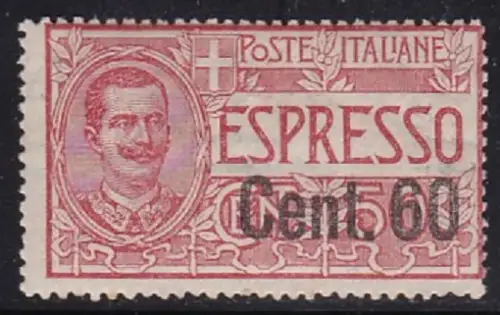 POSTE ITALIANE
ESPRESSO
Cent. 60